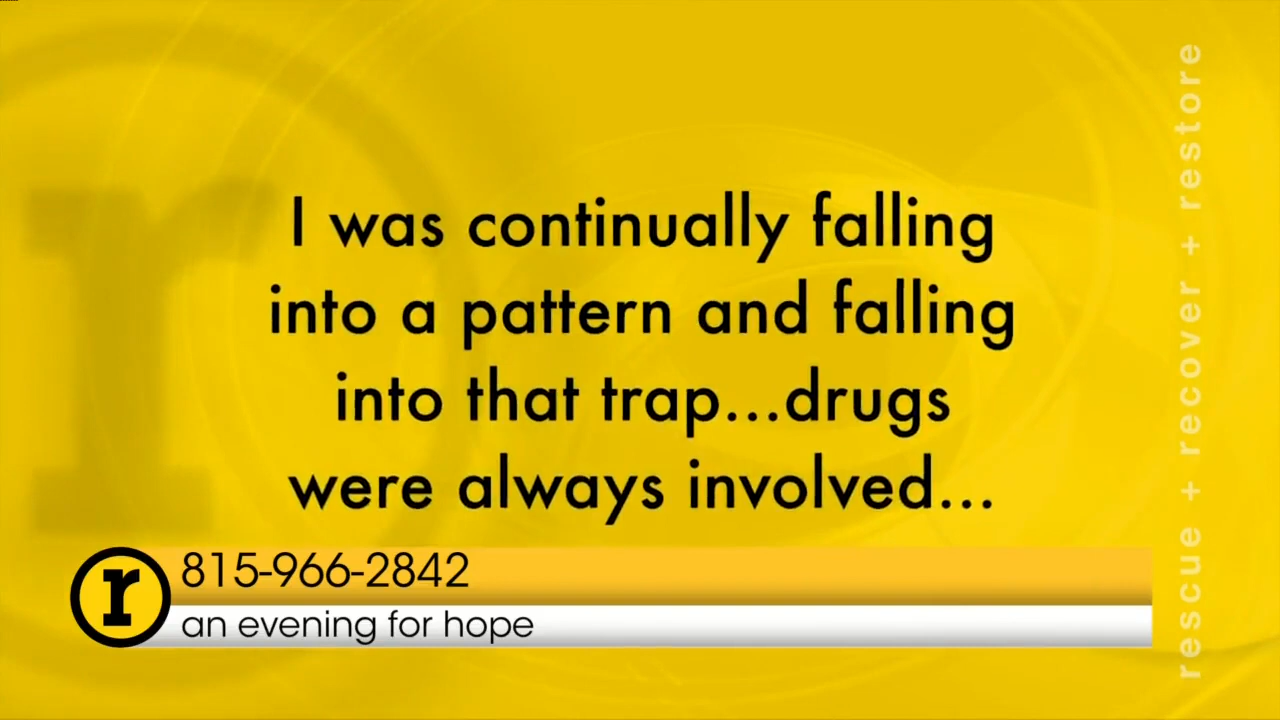 I was continually falling
into a pattern and falling
into that trap...drugs
were always involved...
r
815-966-2842
r
an evening for hope
rescue + recover + restore